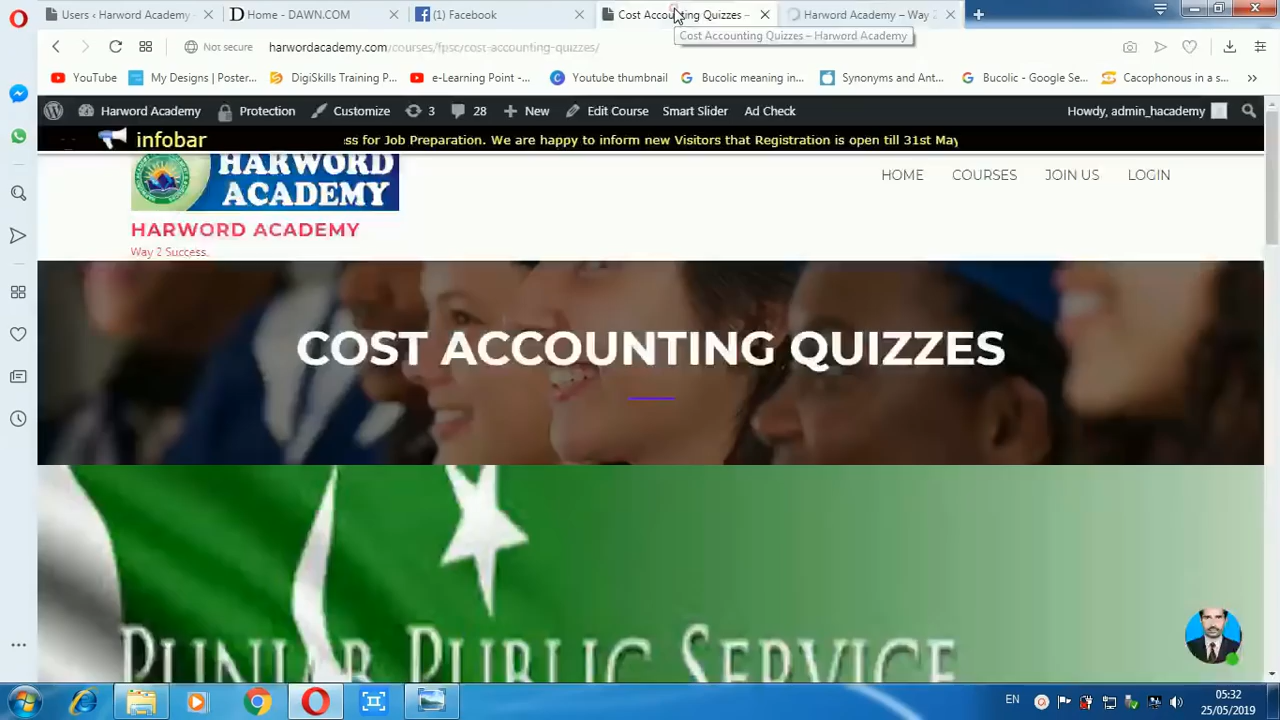 Users ‹ Harword Academy
Home - DAWN.COM
(1) Facebook
Cost Accounting Quizzes –
Harword Academy – Way 2
Cost Accounting Quizzes – Harword Academy
Not secure
harwordacademy.com/courses/fpsc/cost-accounting-quizzes/
YouTube
My Designs | Poster...
DigiSkills Training P...
e-Learning Point -...
Youtube thumbnail
Bucolic meaning in...
Synonyms and Ant...
Bucolic - Google Se...
Cacophonous in a s...
Harword Academy
Protection
Customize
3
28
New
Edit Course
Smart Slider
Ad Check
Howdy, admin_hacademy
infobar
ss for Job Preparation. We are happy to inform new Visitors that Registration is open till 31st May
HARWORD
ACADEMY
HOME
COURSES
JOIN US
LOGIN
HARWORD ACADEMY
Way 2 Success.
COST ACCOUNTING QUIZZES
PUNJAB PUBLIC SERVICE
EN
05:32
25/05/2019